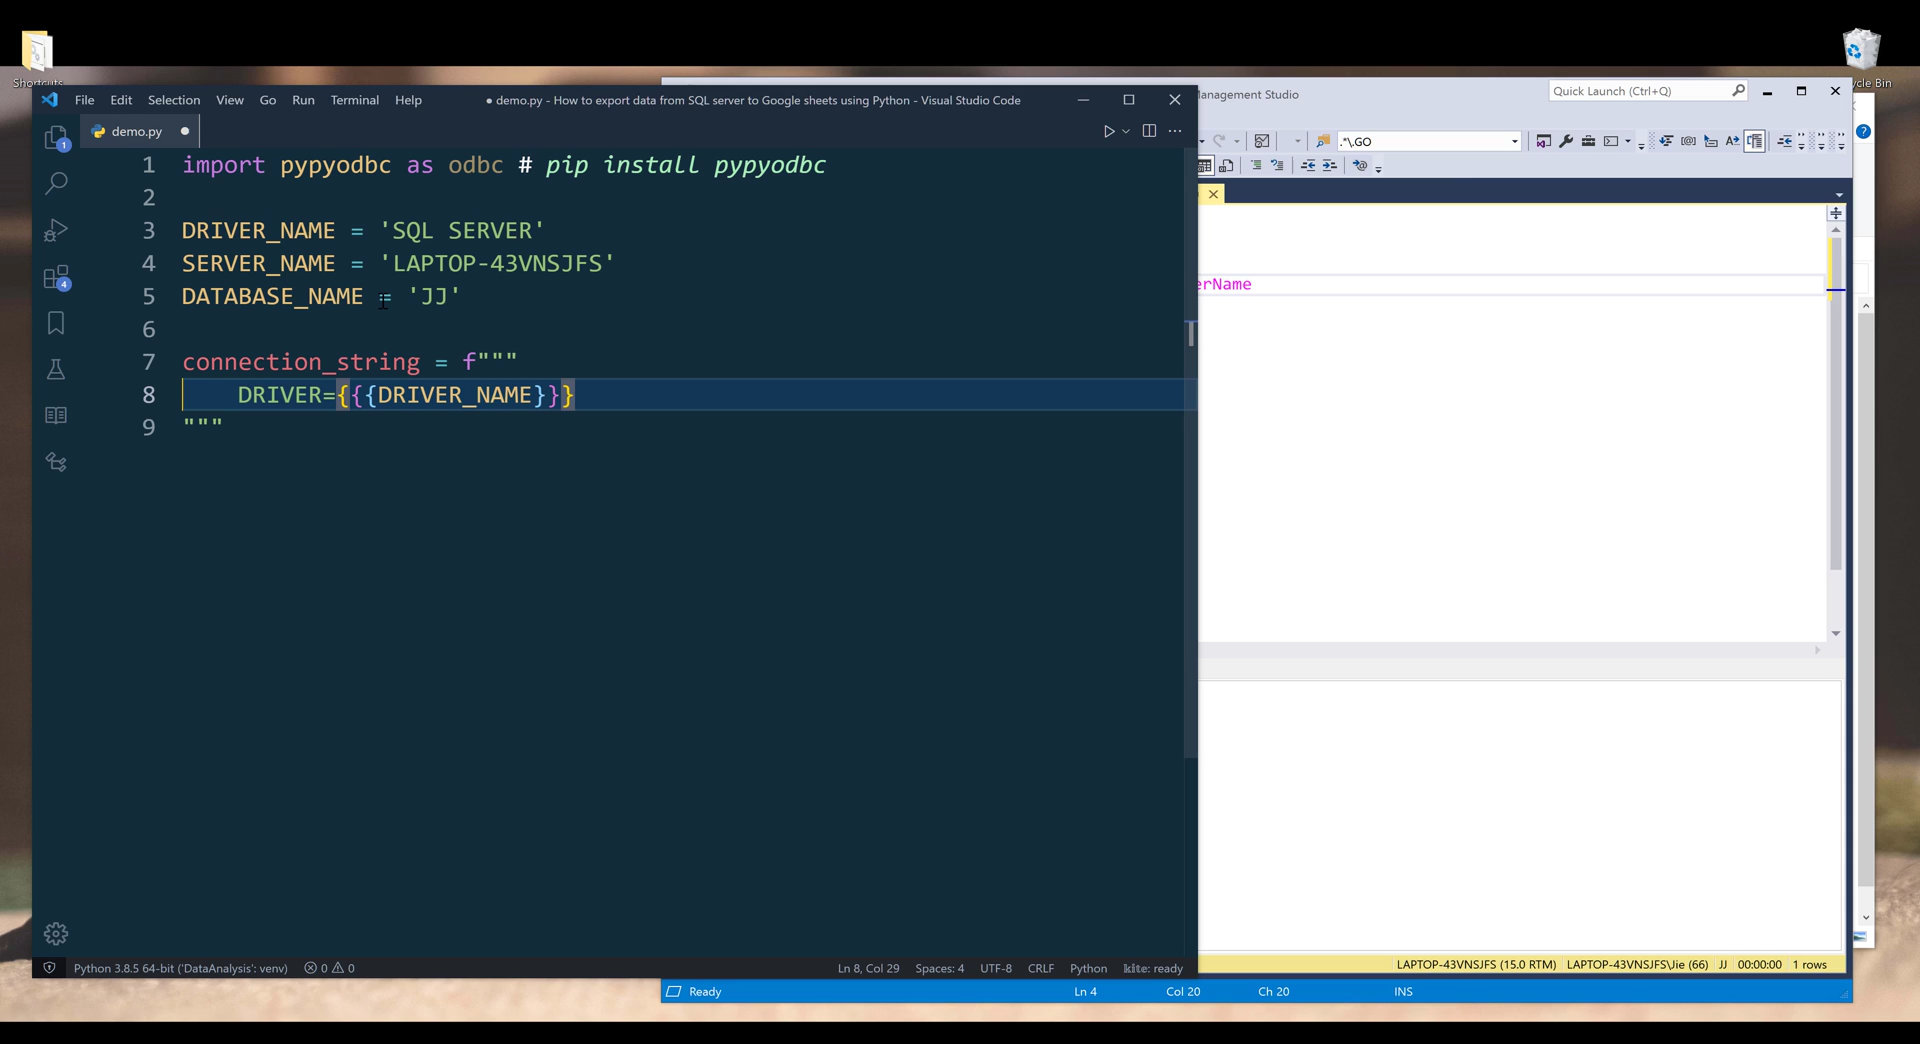 Shortcuts
File Edit Selection View Go Run Terminal Help
● demo.py - How to export data from SQL server to Google sheets using Python - Visual Studio Code
demo.py
1 import pypyodbc as odbc # pip install pypyodbc
2
3 DRIVER_NAME = 'SQL SERVER'
4 SERVER_NAME = 'LAPTOP-43VNSJFS'
5 DATABASE_NAME = 'JJ'
6
7 connection_string = f"""
8 DRIVER={{{DRIVER_NAME}}}
9 """
1
4
Python 3.8.5 64-bit ('DataAnalysis': venv) 0 0
Ln 8, Col 29 Spaces: 4 UTF-8 CRLF Python kite: ready
anagement Studio
Quick Launch (Ctrl+Q)
.*\.GO
erName
LAPTOP-43VNSJFS (15.0 RTM) LAPTOP-43VNSJFS\Jie (66) JJ 00:00:00 1 rows
Ready Ln 4 Col 20 Ch 20 INS
cycle Bin